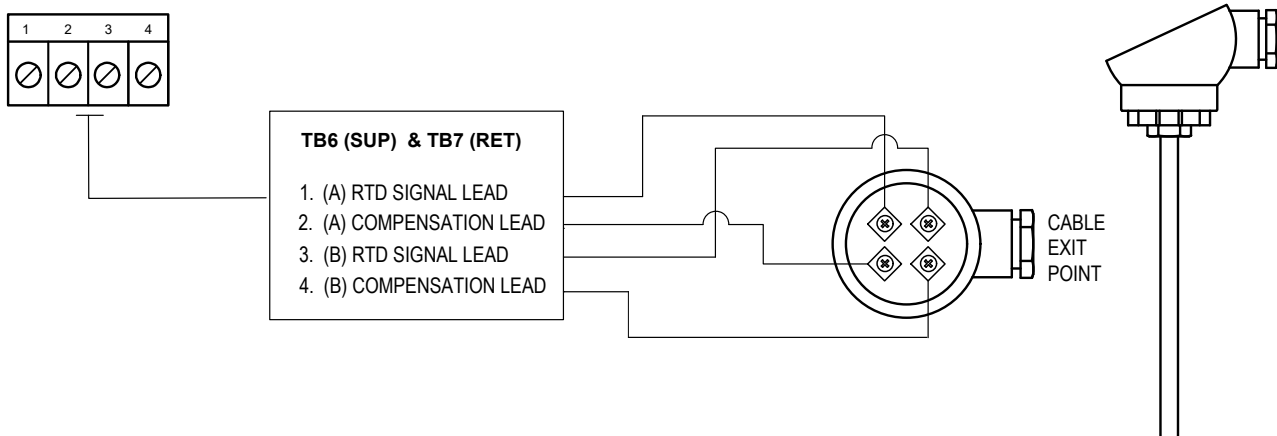 1 2 3 4
TB6 (SUP) & TB7 (RET)
1. (A) RTD SIGNAL LEAD
2. (A) COMPENSATION LEAD
3. (B) RTD SIGNAL LEAD
4. (B) COMPENSATION LEAD
CABLE
EXIT
POINT